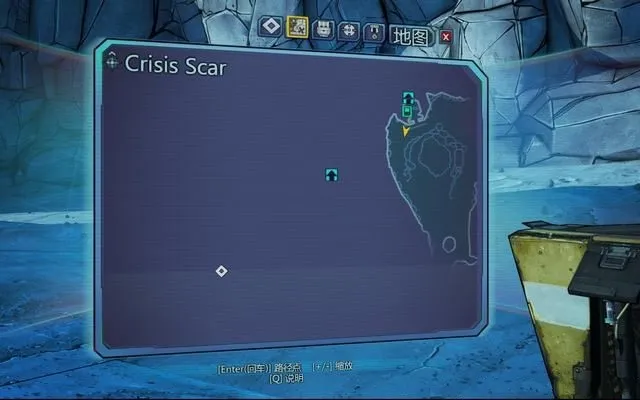 地图
Crisis Scar
[Enter(回车)] 路径点 [+/-] 缩放
[Q] 说明